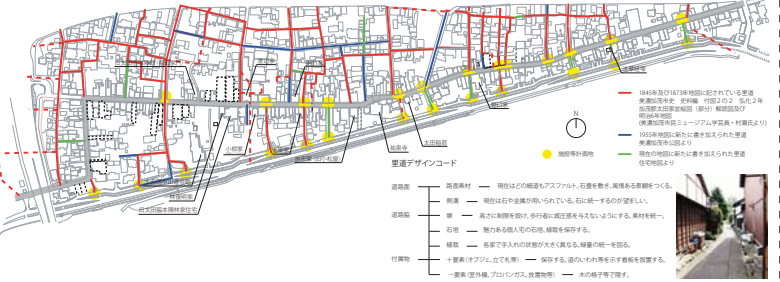 1845年及び1873年地図に記されている里道
美濃加茂市史 史料編 付図2の2 弘化2年
加茂郡太田家並絵図（部分）解読図及び
明治6年地図
(美濃加茂市民ミュージアム学芸員・村瀬氏より)
1955年地図に新たに書き加えられた里道
美濃加茂市公図より
現在の地図に新たに書き加えられた里道
住宅地図より
N
施設等計画地
小松家
太田稲荷
祐泉寺
林家住宅
旧太田脇本陣林家住宅
里道デザインコード
道路面 路面素材 現在はどの細道もアスファルト。石畳を敷き、風情ある景観をつくる。
側溝 現在は石や金属が用いられている。石に統一するのが望ましい。
道路脇 塀 高さに制限を設け、歩行者に威圧感を与えないようにする。素材を統一。
石垣 魅力ある個人宅の石垣、植栽を保存する。
植栽 各家で手入れの状態が大きく異なる。緑量の統一を図る。
付属物 +要素(オブジェ、立て札等) 保存する。道のいわれ等を示す看板を設置する。
一要素(室外機、プロパンガス、放置物等) 木の格子等で隠す。